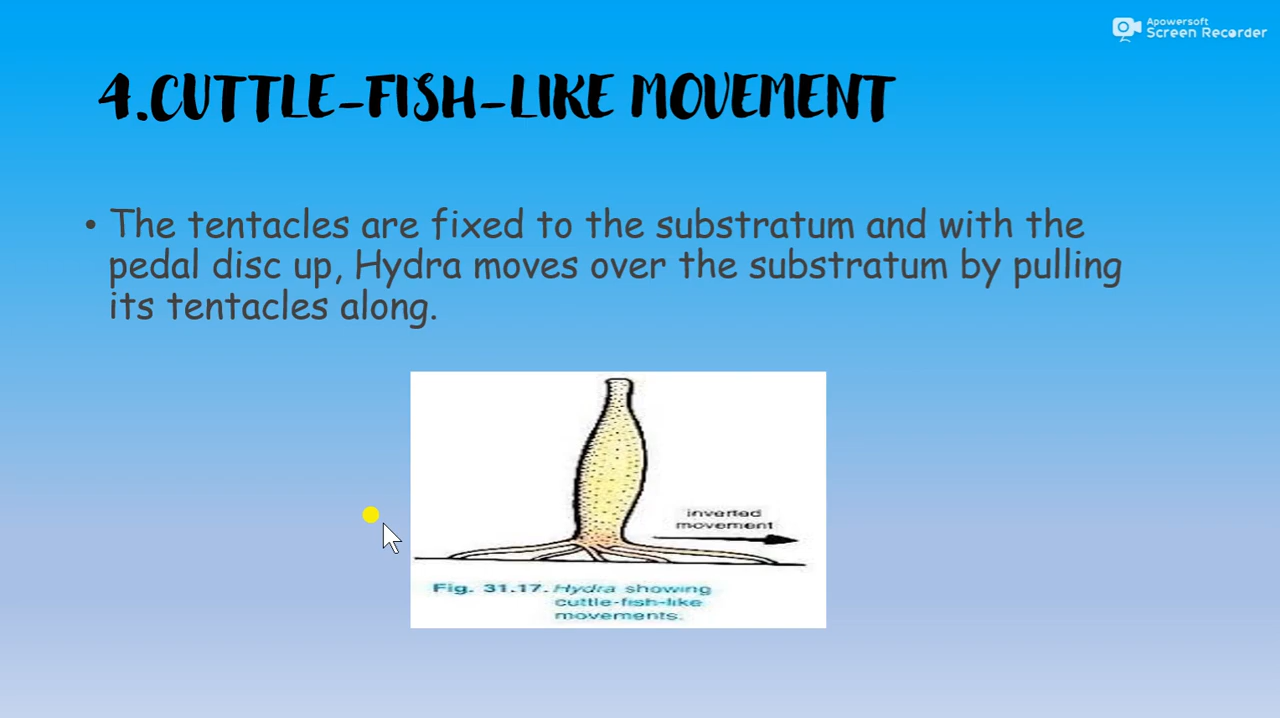 Apowersoft
Screen Recorder
4.CUTTLE-FISH-LIKE MOVEMENT
• The tentacles are fixed to the substratum and with the
pedal disc up, Hydra moves over the substratum by pulling
its tentacles along.
inverted
movement
Fig. 31.17. Hydra showing
cuttle-fish-like
movements.